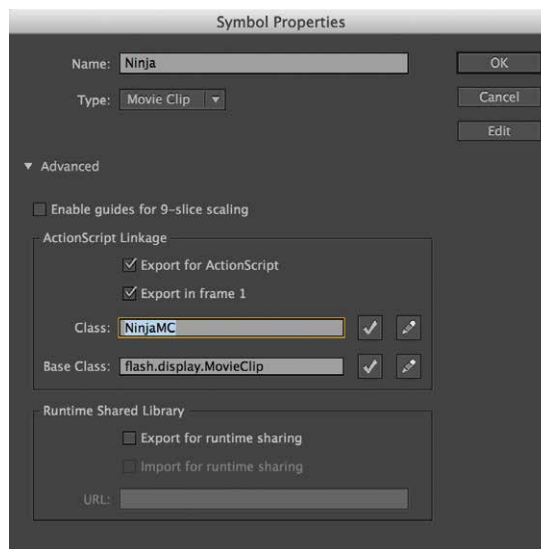 Symbol Properties
Name: Ninja
OK
Type: Movie Clip
Cancel
Edit
Advanced
Enable guides for 9-slice scaling
ActionScript Linkage
Export for ActionScript
Export in frame 1
Class: NinjaMC
Base Class: flash.display.MovieClip
Runtime Shared Library
Export for runtime sharing
Import for runtime sharing
URL: